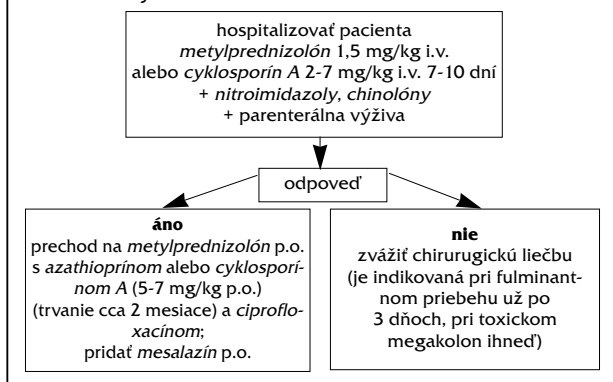 hospitalizovať pacienta
metylprednizolón 1,5 mg/kg i.v.
alebo cyklosporín A 2-7 mg/kg i.v. 7-10 dní
+ nitroimidazoly, chinolóny
+ parenterálna výživa
odpoveď
áno
prechod na metylprednizolón p.o.
s azathioprínom alebo cyklosporí-
nom A (5-7 mg/kg p.o.)
(trvanie cca 2 mesiace) a ciproflo-
xacínom;
pridať mesalazín p.o.
nie
zvážiť chirurugickú liečbu
(je indikovaná pri fulminant-
nom priebehu už po
3 dňoch, pri toxickom
megakolon ihneď)